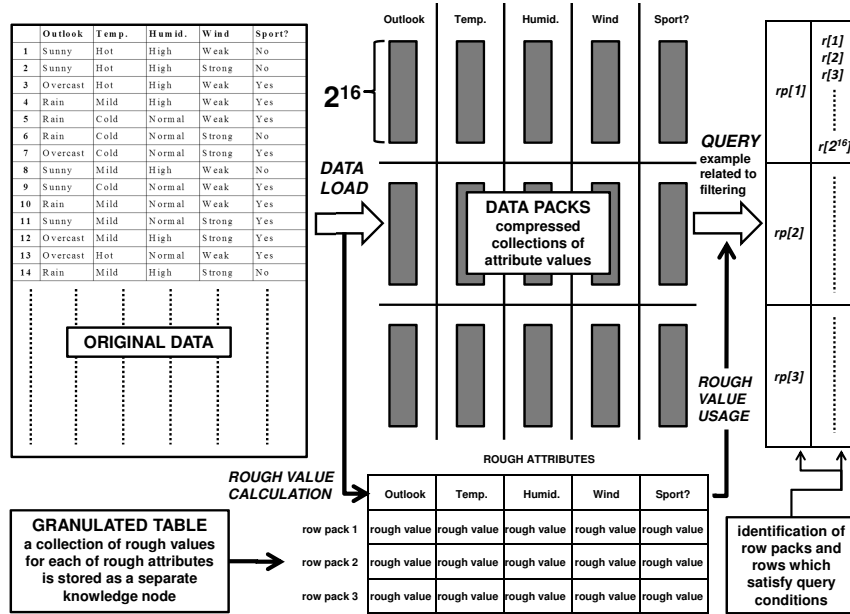 Outlook Temp. Humid. Wind Sport?
1 Sunny Hot High Weak No
2 Sunny Hot High Strong No
3 Overcast Hot High Weak Yes
4 Rain Mild High Weak Yes
5 Rain Cold Normal Weak Yes
6 Rain Cold Normal Strong No
7 Overcast Cold Normal Strong Yes
8 Sunny Mild High Weak No
9 Sunny Cold Normal Weak Yes
10 Rain Mild Normal Weak Yes
11 Sunny Mild Normal Strong Yes
12 Overcast Mild High Strong Yes
13 Overcast Hot Normal Weak Yes
14 Rain Mild High Strong No
ORIGINAL DATA
DATA
LOAD
Outlook Temp. Humid. Wind Sport?
2^16
DATA PACKS
compressed
collections of
attribute values
QUERY
example
related to
filtering
rp[1]
r[1]
r[2]
r[3]
r[2^16]
rp[2]
rp[3]
ROUGH
VALUE
USAGE
ROUGH VALUE
CALCULATION
ROUGH ATTRIBUTES
Outlook Temp. Humid. Wind Sport?
row pack 1 rough value rough value rough value rough value rough value
row pack 2 rough value rough value rough value rough value rough value
row pack 3 rough value rough value rough value rough value rough value
GRANULATED TABLE
a collection of rough values
for each of rough attributes
is stored as a separate
knowledge node
identification of
row packs and
rows which
satisfy query
conditions